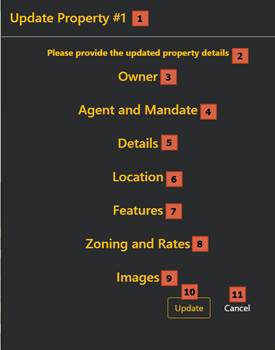 Update Property #1 1
Please provide the updated property details 2
Owner 3
Agent and Mandate 4
Details 5
Location 6
Features 7
Zoning and Rates 8
Images 9
10 11
Update Cancel